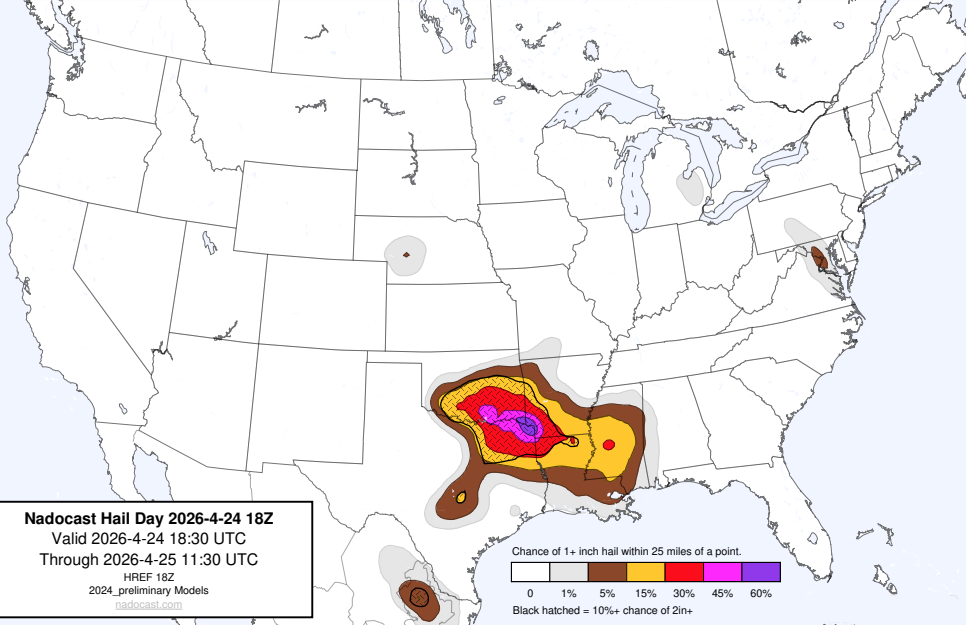 Nadocast Hail Day 2026-4-24 18Z
Valid 2026-4-24 18:30 UTC
Through 2026-4-25 11:30 UTC
HREF 18Z
2024_preliminary Models
nadocast.com
Chance of 1+ inch hail within 25 miles of a point.
0 1% 5% 15% 30% 45% 60%
Black hatched = 10%+ chance of 2in+